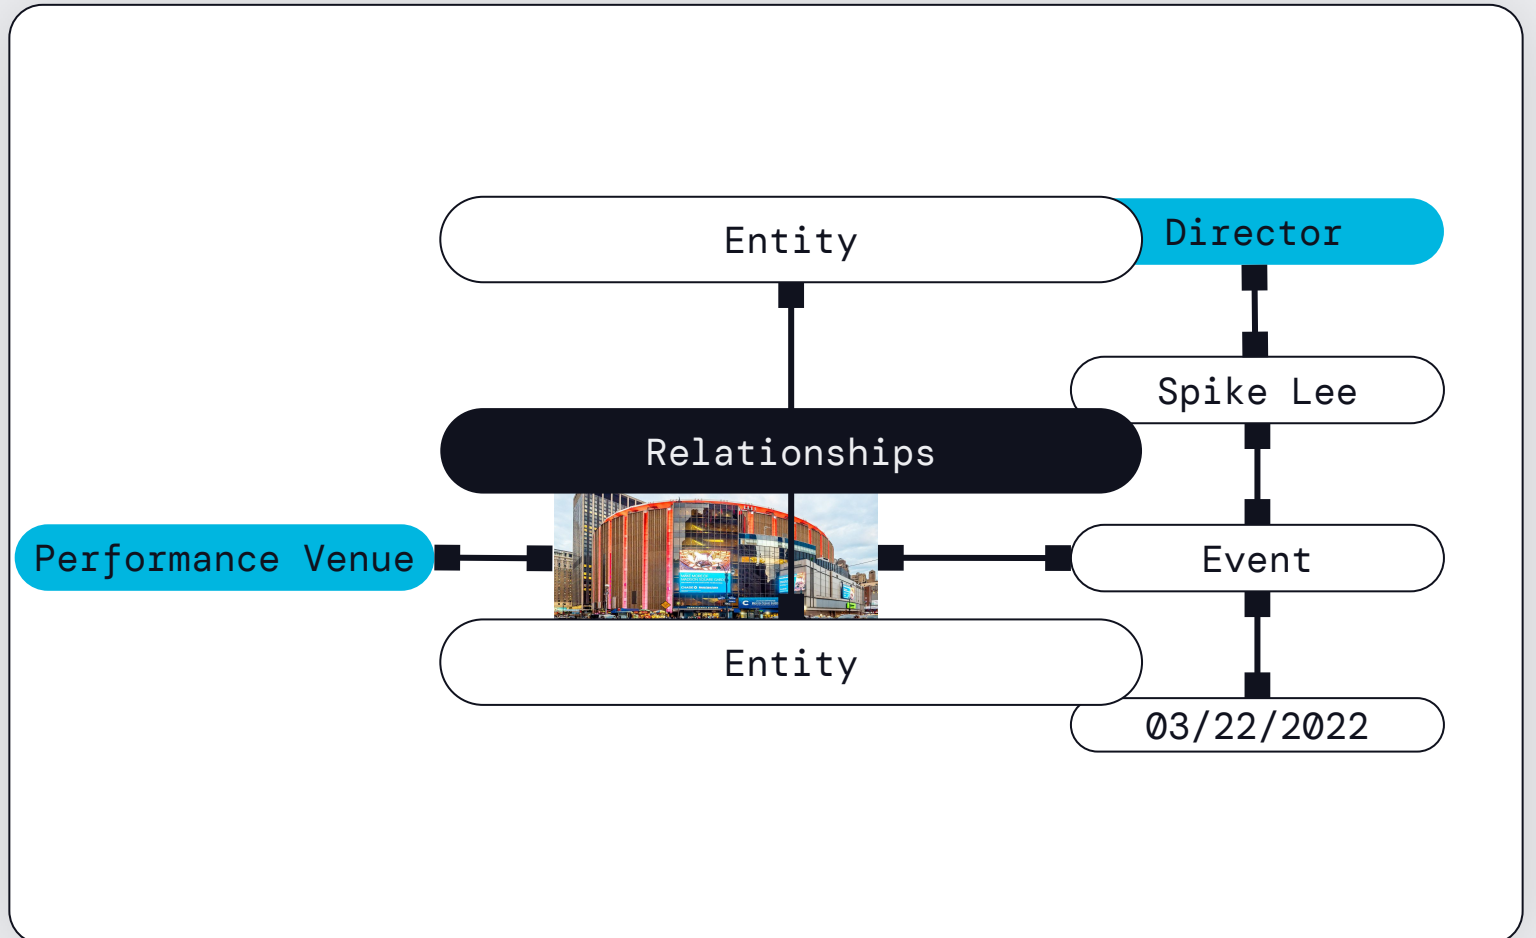 Entity
Director
Spike Lee
Relationships
Performance Venue
Event
Entity
03/22/2022